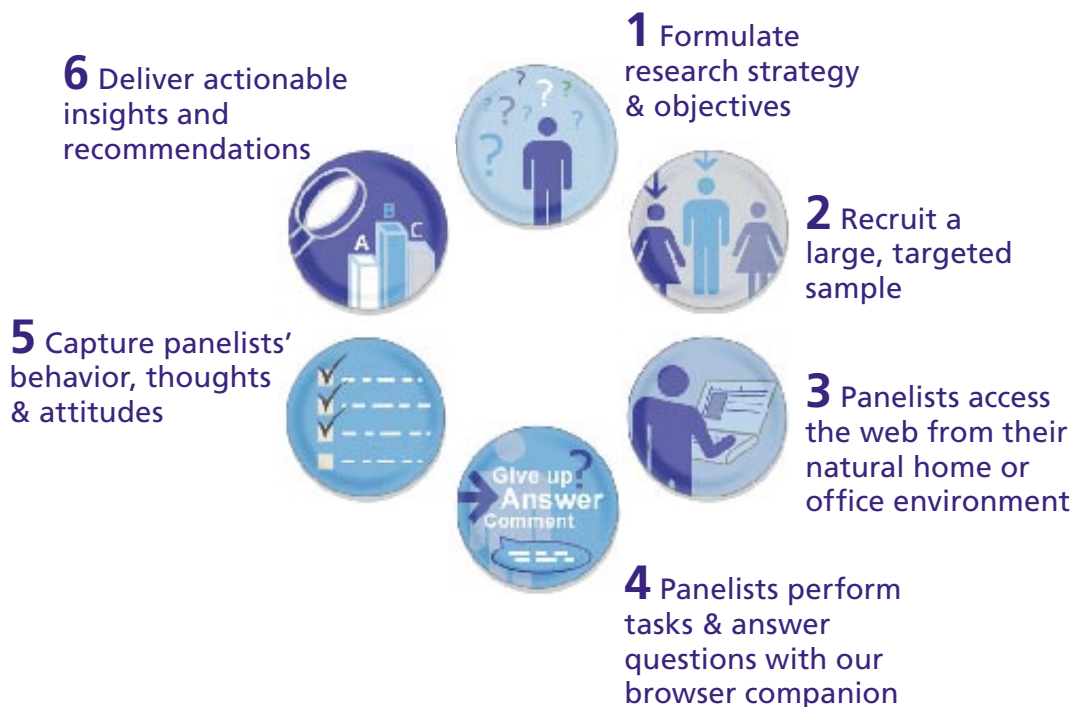 1 Formulate
research strategy
& objectives
2 Recruit a
large, targeted
sample
3 Panelists access
the web from their
natural home or
office environment
4 Panelists perform
tasks & answer
questions with our
browser companion
5 Capture panelists’
behavior, thoughts
& attitudes
6 Deliver actionable
insights and
recommendations
? ? ? ? ? ? ? ?
Give up ?
Answer
Comment
A B C